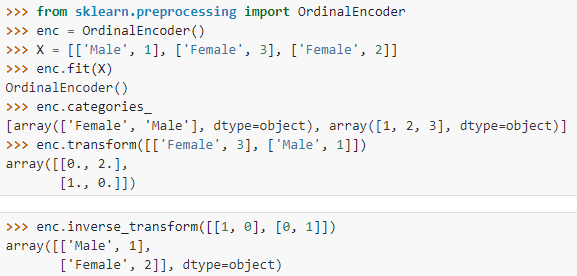 >>> from sklearn.preprocessing import OrdinalEncoder
>>> enc = OrdinalEncoder()
>>> X = [['Male', 1], ['Female', 3], ['Female', 2]]
>>> enc.fit(X)
OrdinalEncoder()
>>> enc.categories_
[array(['Female', 'Male'], dtype=object), array([1, 2, 3], dtype=object)]
>>> enc.transform([['Female', 3], ['Male', 1]])
array([[0., 2.],
       [1., 0.]])
>>> enc.inverse_transform([[1, 0], [0, 1]])
array([['Male', 1],
       ['Female', 2]], dtype=object)